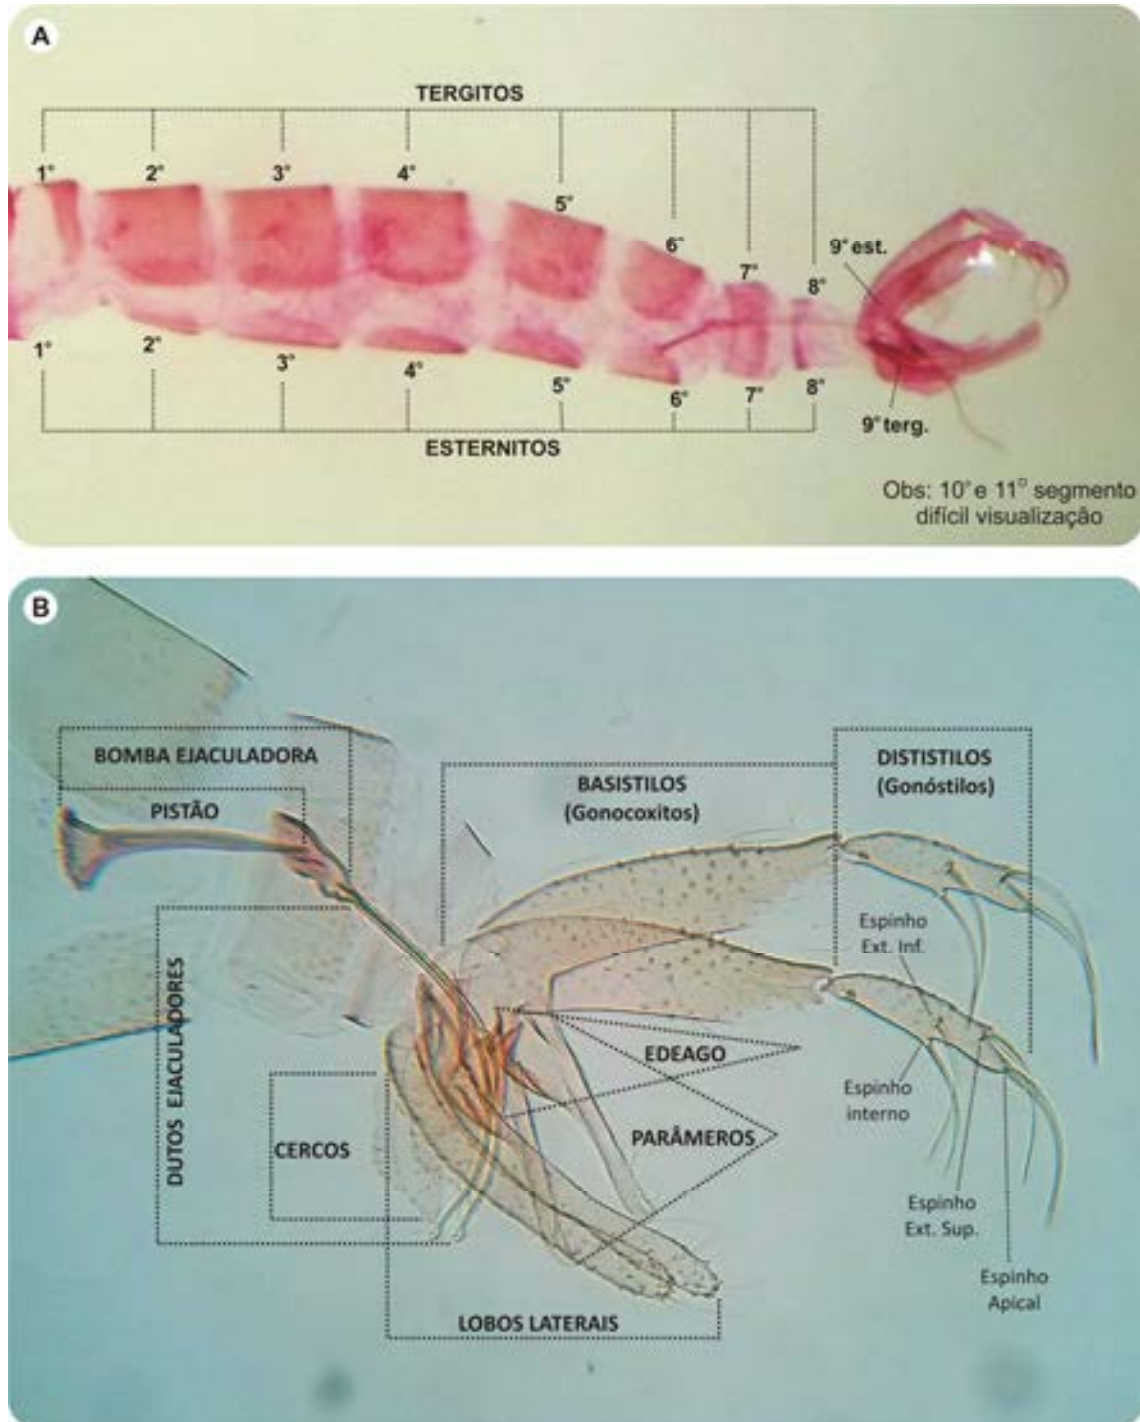 A
TERGITOS
1° 2° 3° 4° 5° 6° 7° 8°
9° est.
1° 2° 3° 4° 5° 6° 7° 8°
9° terg.
ESTERNITOS
Obs: 10° e 11° segmento
difícil visualização
B
BOMBA EJACULADORA
PISTÃO
BASISTILOS
(Gonocoxitos)
DISTISTILOS
(Gonóstilos)
Espinho
Ext. Inf.
DUTOS EJACULADORES
EDEAGO
Espinho
interno
CERCOS
PARÂMEROS
Espinho
Ext. Sup.
Espinho
Apical
LOBOS LATERAIS